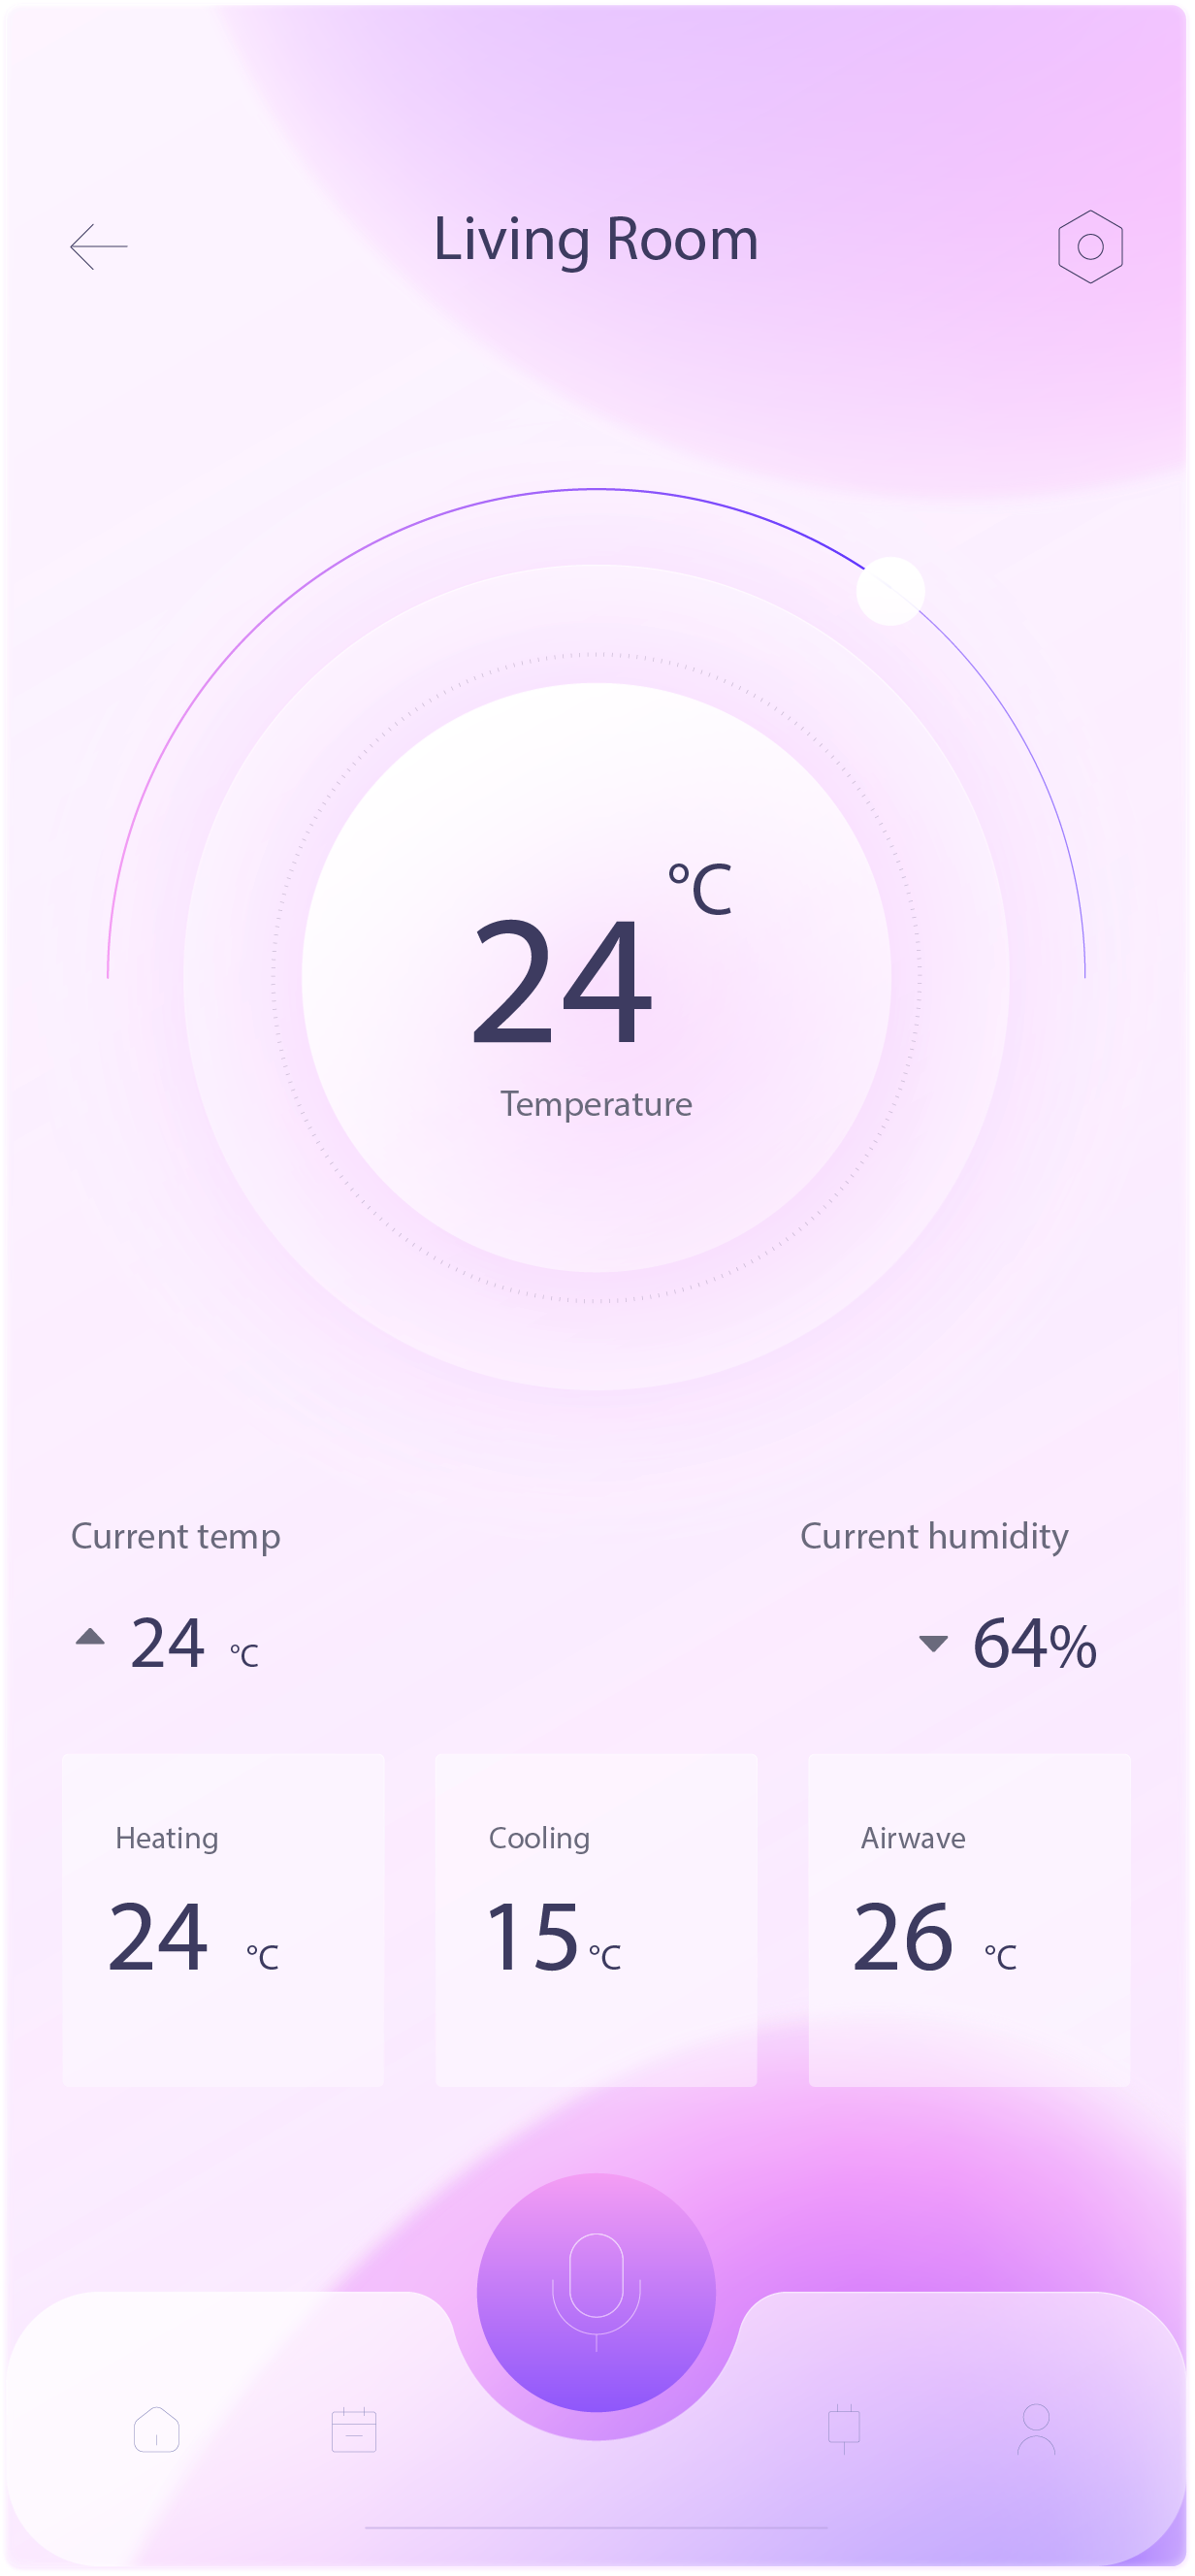 Living Room
24 °C
Temperature
Current temp
Current humidity
24 °C
64%
Heating
Cooling
Airwave
24 °C
15 °C
26 °C